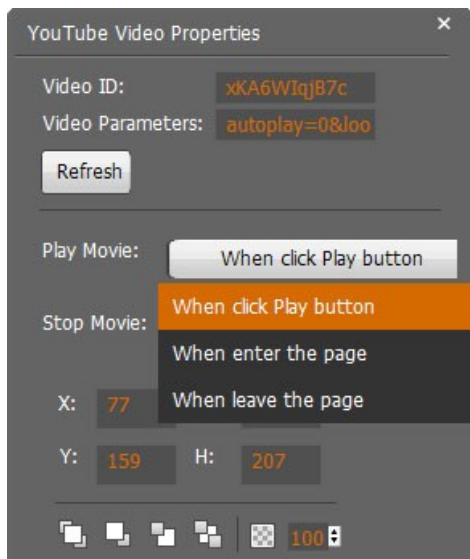 YouTube Video Properties
Video ID: xKA6WIqjB7c
Video Parameters: autoplay=0&loo
Refresh
Play Movie: When click Play button
When click Play button
Stop Movie:
When enter the page
When leave the page
X: 77
Y: 159 H: 207
100